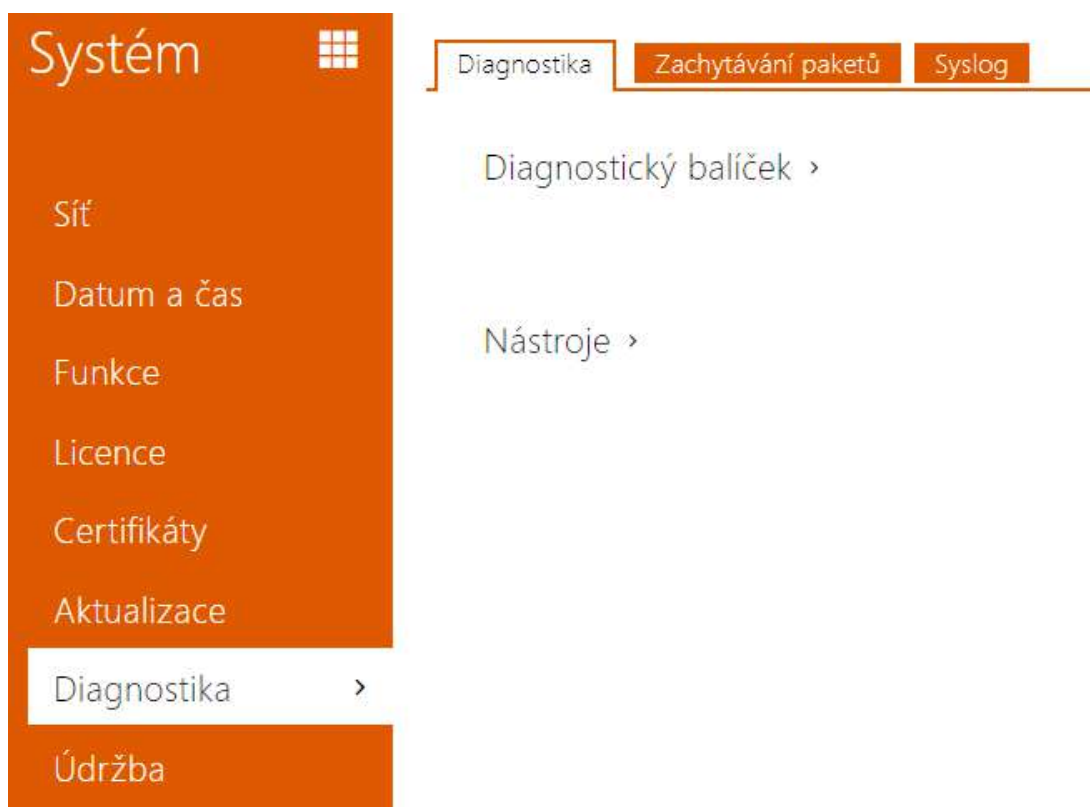 Systém
Síť
Datum a čas
Funkce
Licence
Certifikáty
Aktualizace
Diagnostika
Údržba
Diagnostika
Zachytávání paketů
Syslog
Diagnostický balíček
Nástroje